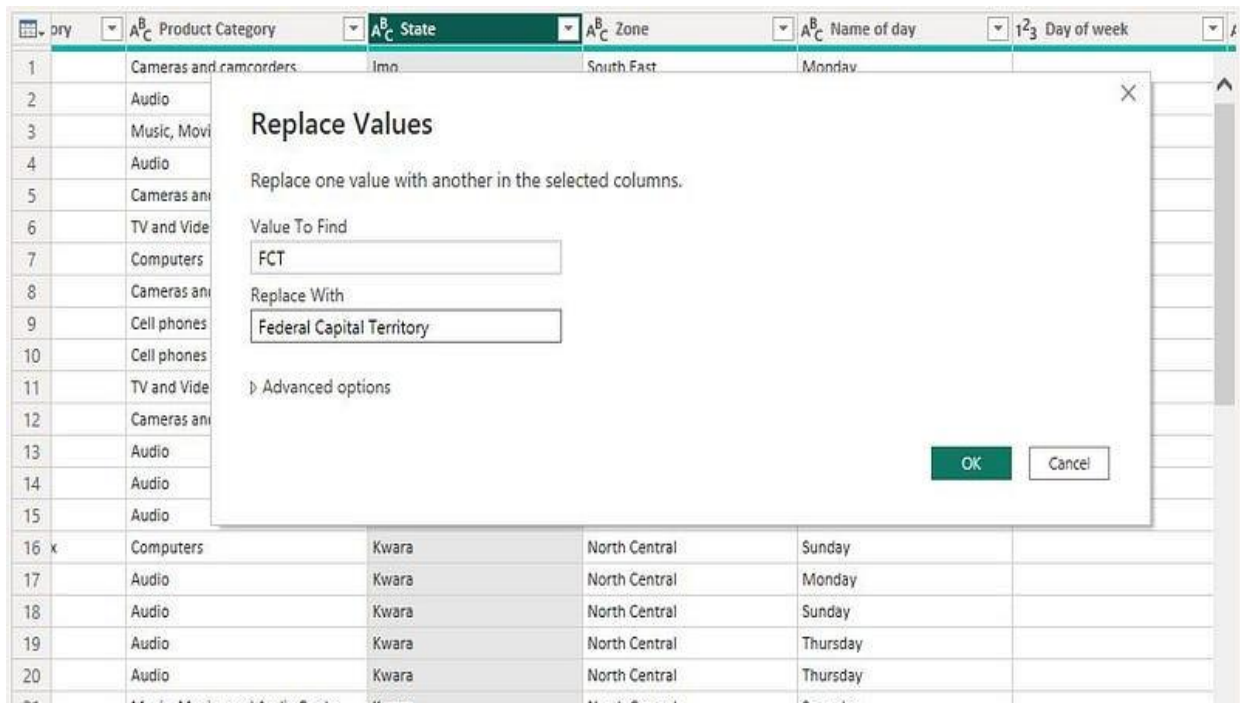 ory ABC Product Category ABC State ABC Zone ABC Name of day 123 Day of week
1 Cameras and camcorders Imo South East Monday
2 Audio
Replace Values
3 Music, Movi
4 Audio
Replace one value with another in the selected columns.
5 Cameras an
6 TV and Vide
Value To Find
7 Computers
FCT
8 Cameras an
Replace With
9 Cell phones
Federal Capital Territory
10 Cell phones
11 TV and Vide
Advanced options
12 Cameras an
13 Audio
OK Cancel
14 Audio
15 Audio
16 x Computers Kwara North Central Sunday
17 Audio Kwara North Central Monday
18 Audio Kwara North Central Sunday
19 Audio Kwara North Central Thursday
20 Audio Kwara North Central Thursday